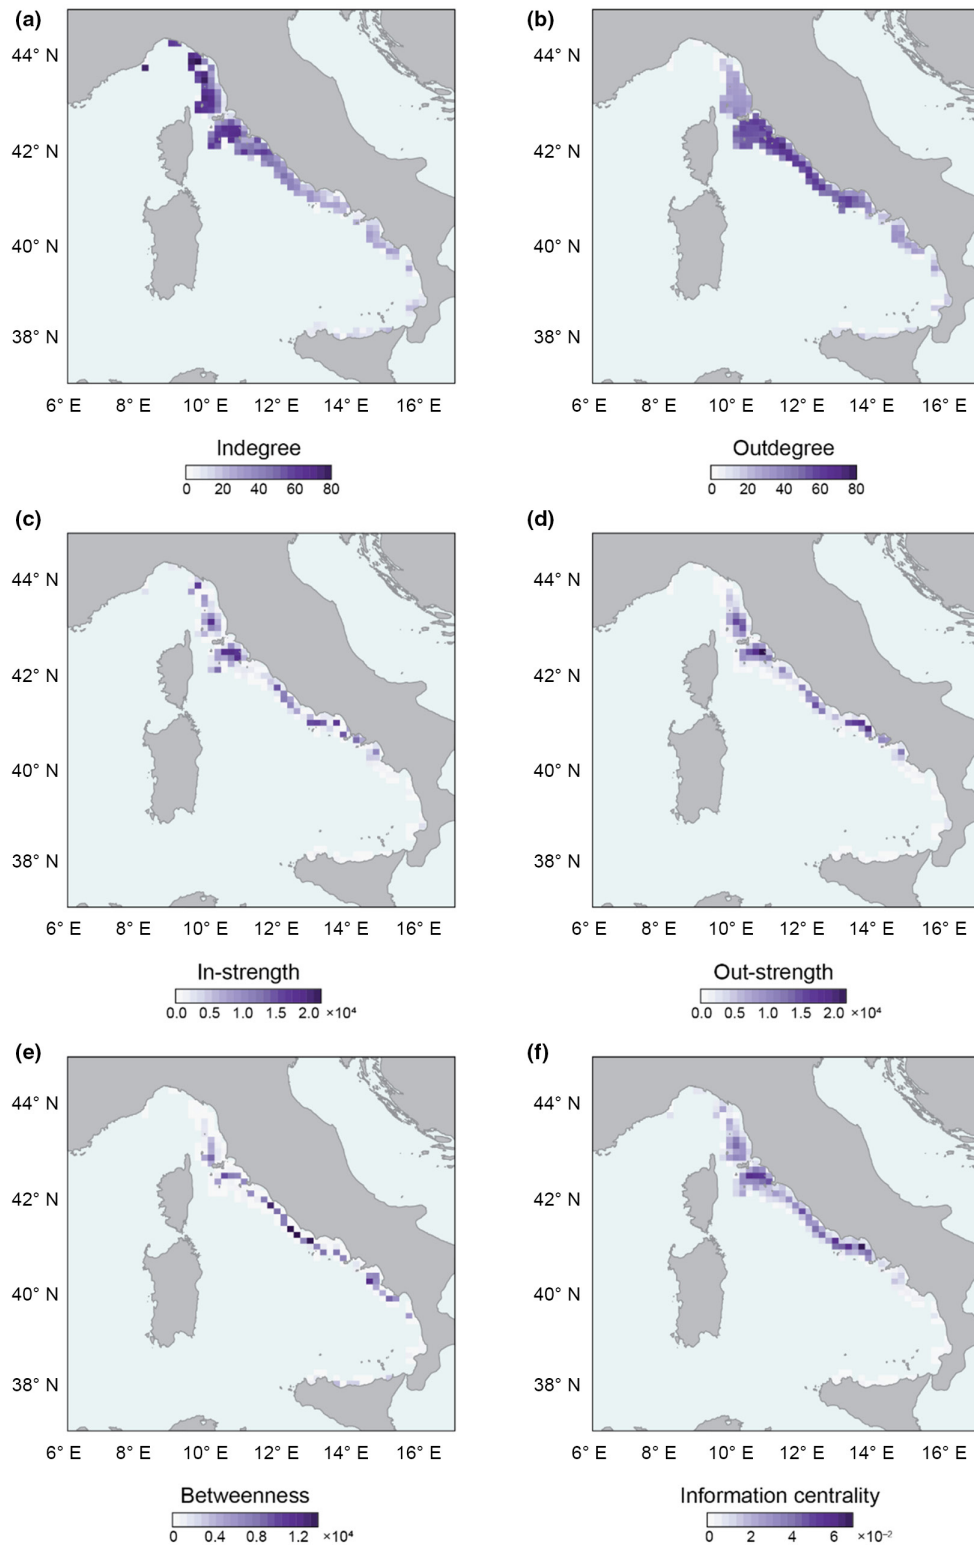 (a)
(b)
44° N
42° N
40° N
38° N
6° E 8° E 10° E 12° E 14° E 16° E
Indegree
0 20 40 60 80
44° N
42° N
40° N
38° N
6° E 8° E 10° E 12° E 14° E 16° E
Outdegree
0 20 40 60 80
(c)
(d)
44° N
42° N
40° N
38° N
6° E 8° E 10° E 12° E 14° E 16° E
In-strength
0.0 0.5 1.0 1.5 2.0 ×10⁴
44° N
42° N
40° N
38° N
6° E 8° E 10° E 12° E 14° E 16° E
Out-strength
0.0 0.5 1.0 1.5 2.0 ×10⁴
(e)
(f)
44° N
42° N
40° N
38° N
6° E 8° E 10° E 12° E 14° E 16° E
Betweenness
0 0.4 0.8 1.2 ×10⁴
44° N
42° N
40° N
38° N
6° E 8° E 10° E 12° E 14° E 16° E
Information centrality
0 2 4 6 ×10⁻²